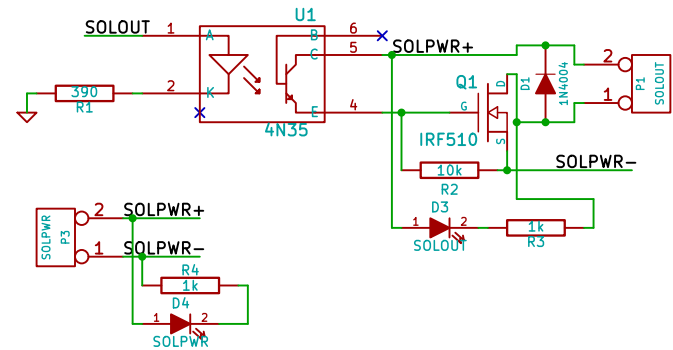 U1
SOLOUT
1
A
B
6
C
5
SOLPWR+
2
K
E
4
390
R1
4N35
Q1
D
G
S
IRF510
D1
1N4004
2
1
P1
SOLOUT
10k
R2
SOLPWR-
D3
1
2
SOLOUT
1k
R3
SOLPWR
P3
2
SOLPWR+
1
SOLPWR-
R4
1k
D4
1
2
SOLPWR